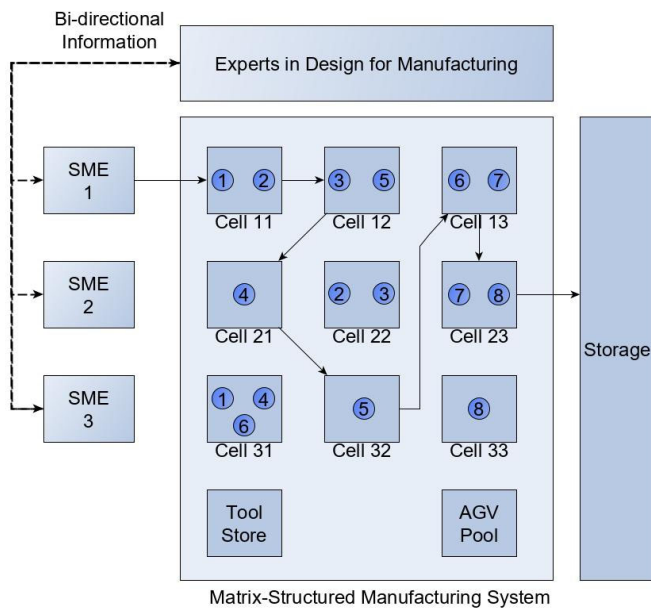 Bi-directional
Information
Experts in Design for Manufacturing
SME
1
1 2
Cell 11
3 5
Cell 12
6 7
Cell 13
SME
2
4
Cell 21
2 3
Cell 22
7 8
Cell 23
Storage
SME
3
1 4
6
Cell 31
5
Cell 32
8
Cell 33
Tool
Store
AGV
Pool
Matrix-Structured Manufacturing System